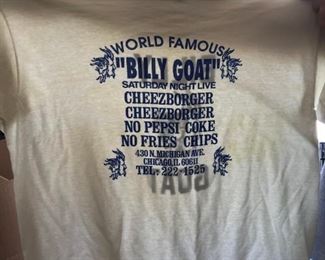 WORLD FAMOUS
"BILLY GOAT"
SATURDAY NIGHT LIVE
CHEEZBORGER
CHEEZBORGER
NO PEPSI COKE
NO FRIES CHIPS
430 N. MICHIGAN AVE.
CHICAGO, IL 60611
TEL: 222-1525